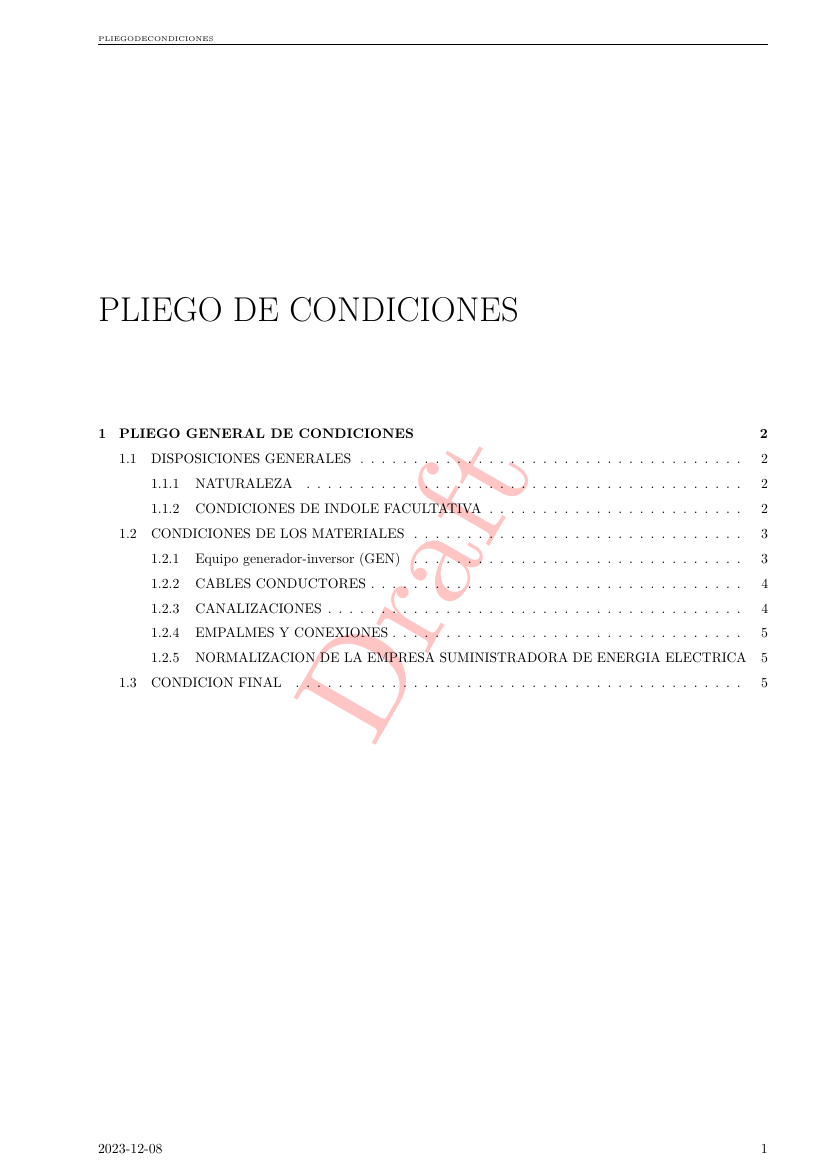 PLIEGODECONDICIONES
PLIEGO DE CONDICIONES
1 PLIEGO GENERAL DE CONDICIONES 2
1.1 DISPOSICIONES GENERALES . . . . . . . . . . . . . . . . . . . . . . . . . . . . . . . . . . . . 2
1.1.1 NATURALEZA . . . . . . . . . . . . . . . . . . . . . . . . . . . . . . . . . . . . . . . . . 2
1.1.2 CONDICIONES DE INDOLE FACULTATIVA . . . . . . . . . . . . . . . . . . . . . . . . 2
1.2 CONDICIONES DE LOS MATERIALES . . . . . . . . . . . . . . . . . . . . . . . . . . . . . . . 3
1.2.1 Equipo generador-inversor (GEN) . . . . . . . . . . . . . . . . . . . . . . . . . . . . . . . 3
1.2.2 CABLES CONDUCTORES . . . . . . . . . . . . . . . . . . . . . . . . . . . . . . . . . . . 4
1.2.3 CANALIZACIONES . . . . . . . . . . . . . . . . . . . . . . . . . . . . . . . . . . . . . . . 4
1.2.4 EMPALMES Y CONEXIONES . . . . . . . . . . . . . . . . . . . . . . . . . . . . . . . . . 5
1.2.5 NORMALIZACION DE LA EMPRESA SUMINISTRADORA DE ENERGIA ELECTRICA 5
1.3 CONDICION FINAL . . . . . . . . . . . . . . . . . . . . . . . . . . . . . . . . . . . . . . . . . . 5
Draft
2023-12-08 1